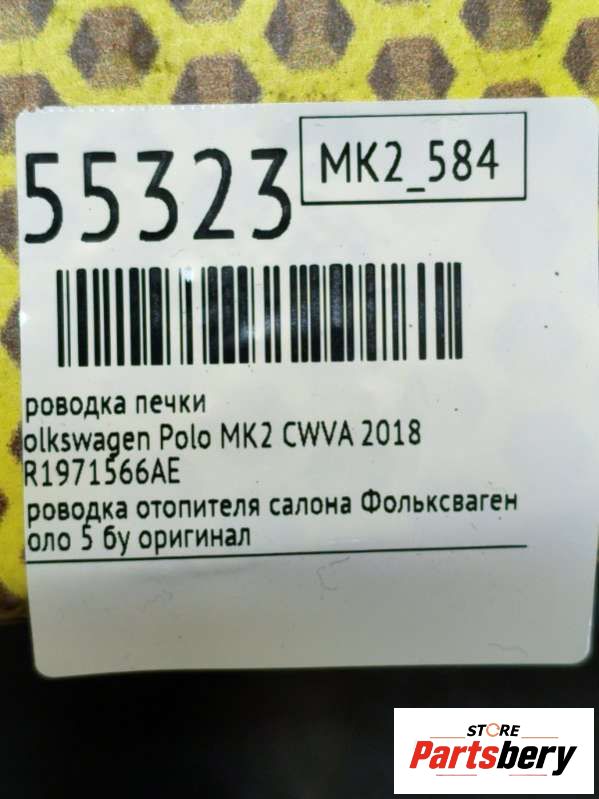 55323
MK2_584
роводка печки
olkswagen Polo MK2 CWVA 2018
R1971566AE
роводка отопителя салона Фольксваген
оло 5 бу оригинал
STORE
Partsbery